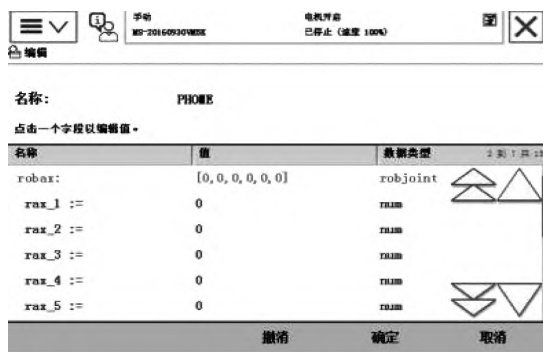 手动 电机开启
MS-20160930VMSK 已停止 (速度 100%)
编辑
名称: PHOME
点击一个字段以编辑值。
名称 值 数据类型
robax: [0,0,0,0,0,0] robjoint
rax_1 := 0 num
rax_2 := 0 num
rax_3 := 0 num
rax_4 := 0 num
rax_5 := 0 num
撤消 确定 取消